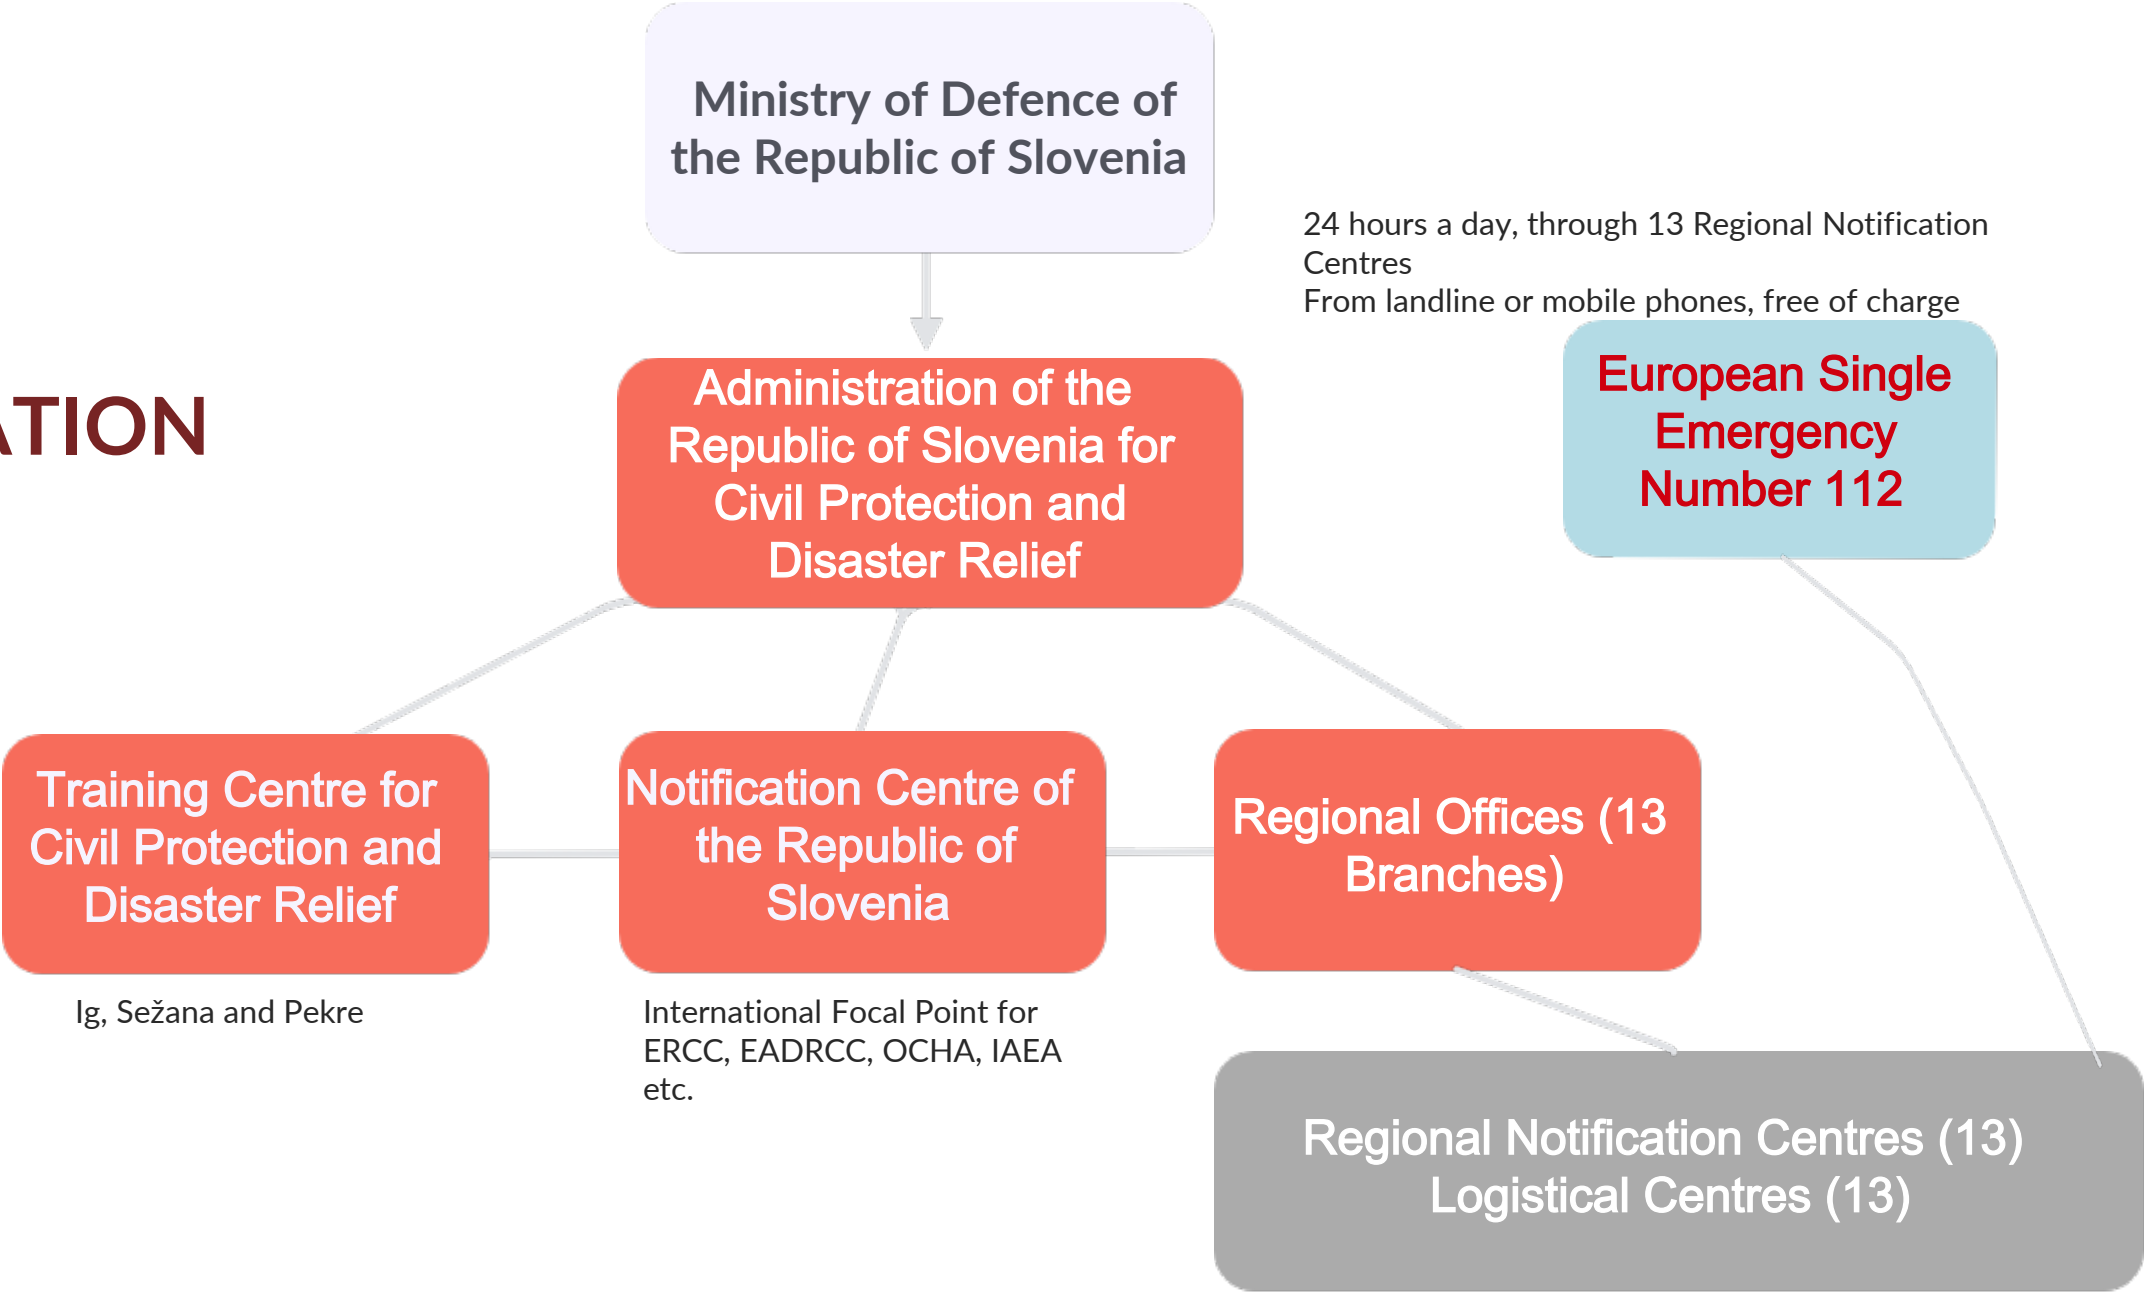 Ministry of Defence of
the Republic of Slovenia
24 hours a day, through 13 Regional Notification
Centres
From landline or mobile phones, free of charge
European Single
Emergency
Number 112
ATION
Administration of the
Republic of Slovenia for
Civil Protection and
Disaster Relief
Training Centre for
Civil Protection and
Disaster Relief
Notification Centre of
the Republic of
Slovenia
Regional Offices (13
Branches)
Ig, Sežana and Pekre
International Focal Point for
ERCC, EADRCC, OCHA, IAEA
etc.
Regional Notification Centres (13)
Logistical Centres (13)